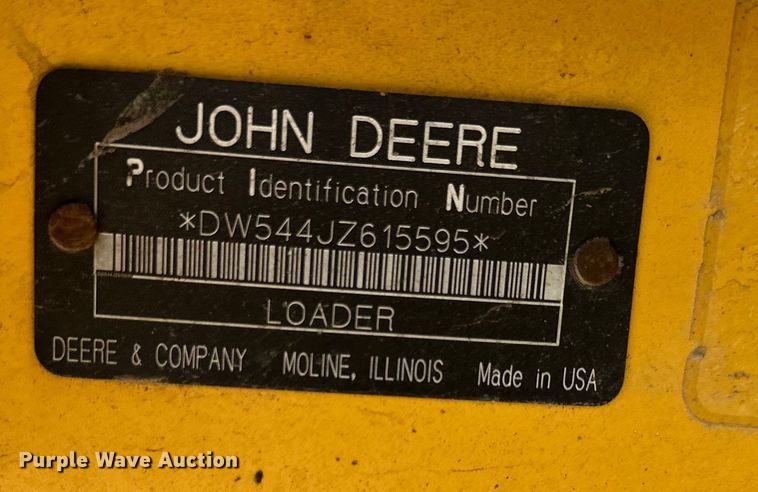 JOHN DEERE
Product Identification Number
*DW544JZ615595*
LOADER
DEERE & COMPANY MOLINE, ILLINOIS Made in USA
Purple Wave Auction